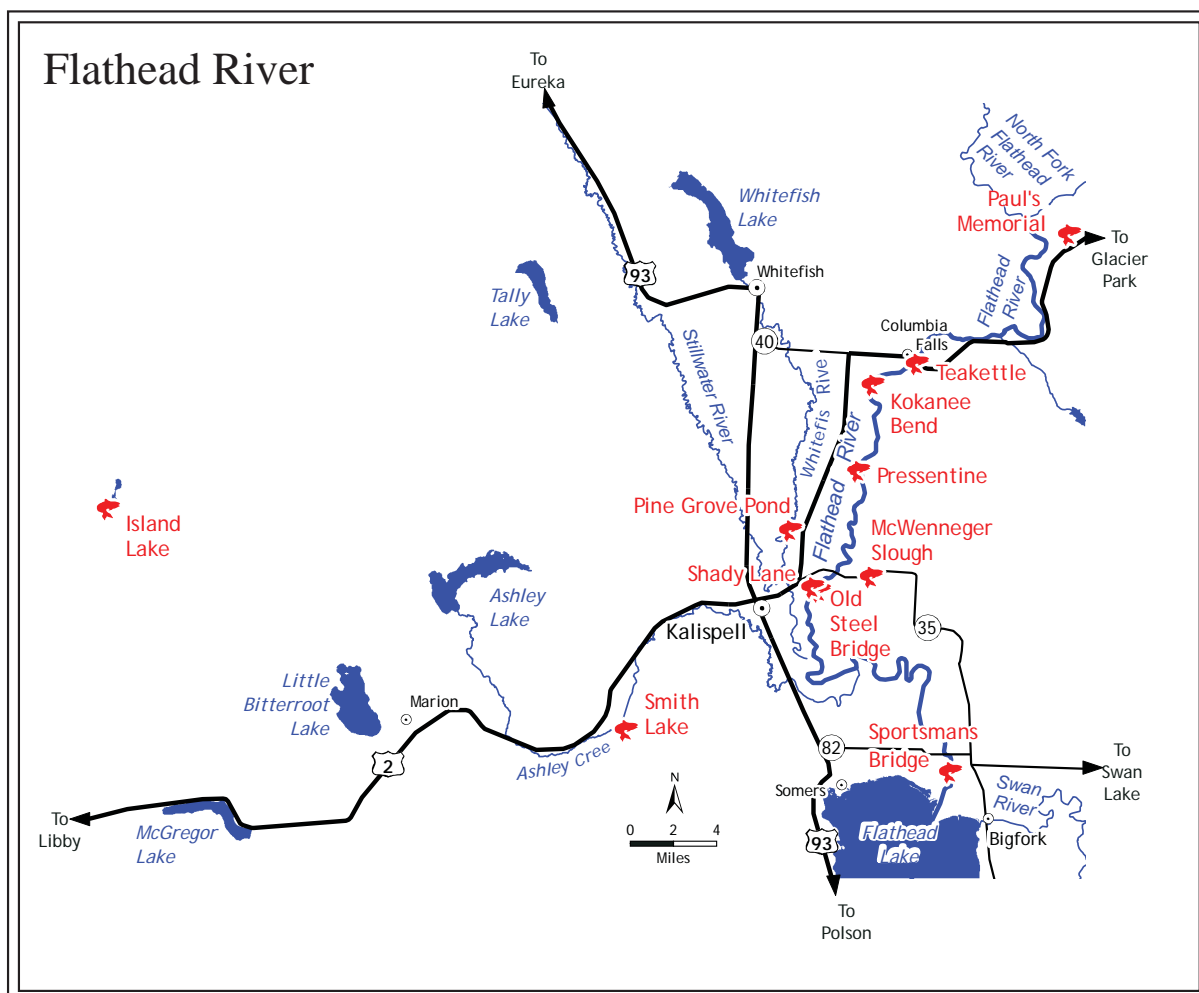 Flathead River
To
Eureka
North Fork
Flathead
River
Whitefish
Lake
Paul's
Memorial
To
Glacier
Park
93
Whitefish
Tally
Lake
Flathead
River
Columbia
Falls
40
Stillwater River
Whitefis Rive
Teakettle
Kokanee
Bend
Flathead
River
Pressentine
Pine Grove Pond
McWenneger
Slough
Island
Lake
Shady Lane
Ashley
Lake
Old
Steel
Bridge
35
Kalispell
Little
Bitterroot
Lake
Marion
Smith
Lake
Sportsmans
Bridge
82
2
Ashley Cree
To
Swan
Lake
N
Somers
Swan
River
To
Libby
McGregor
Lake
0 2 4
Miles
93
Flathead
Lake
Bigfork
To
Polson